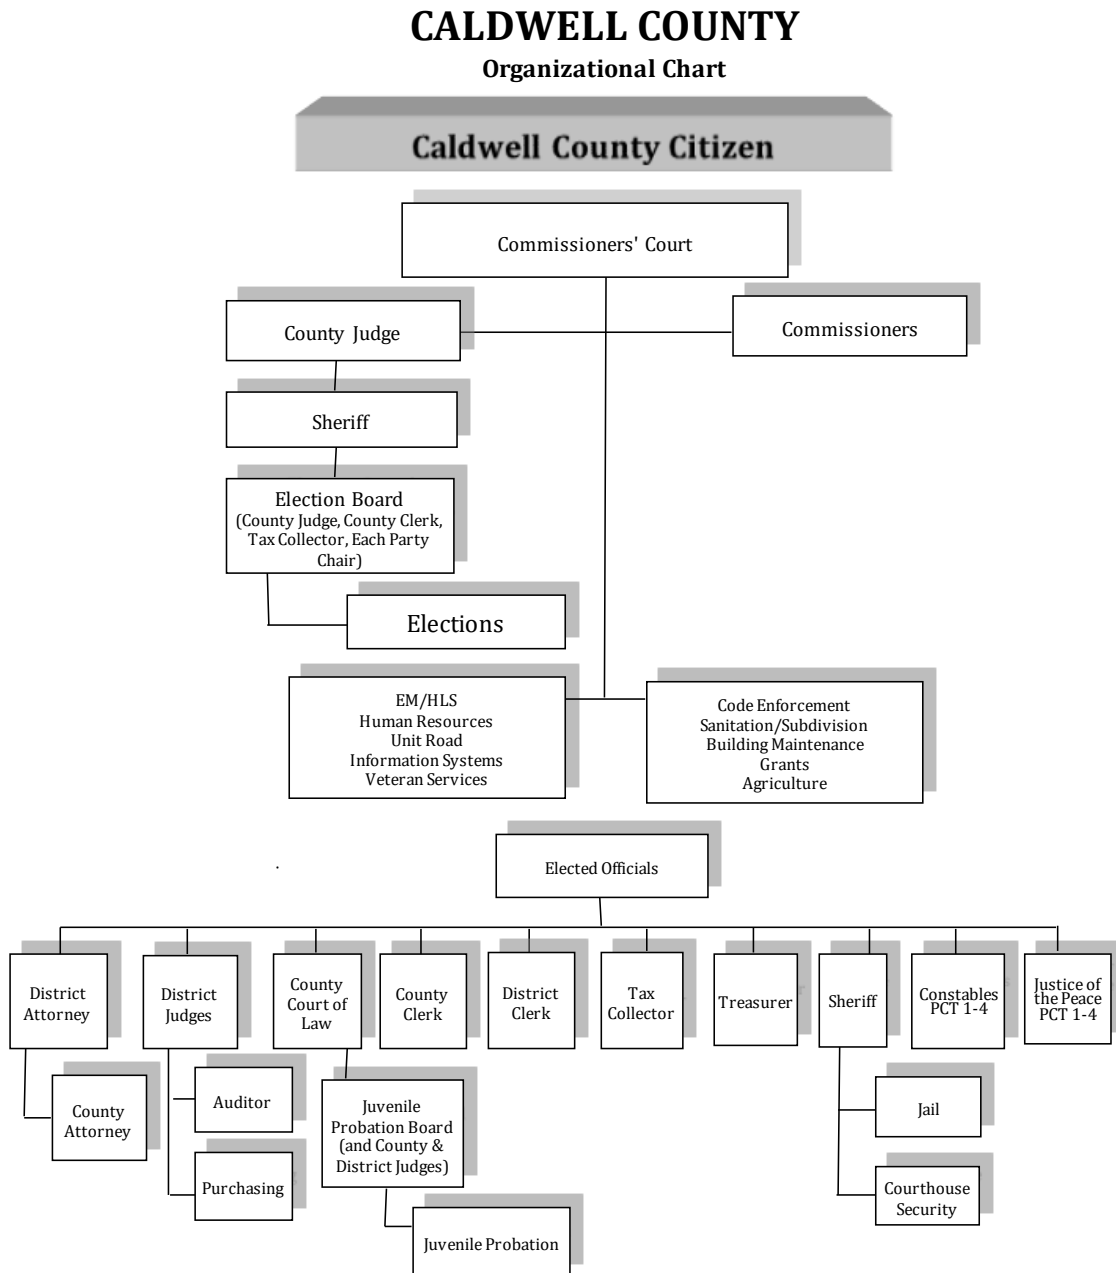 CALDWELL COUNTY
Organizational Chart
Caldwell County Citizen
Commissioners' Court
County Judge
Commissioners
Sheriff
Election Board
(County Judge, County Clerk,
Tax Collector, Each Party
Chair)
Elections
EM/HLS
Human Resources
Unit Road
Information Systems
Veteran Services
Code Enforcement
Sanitation/Subdivision
Building Maintenance
Grants
Agriculture
.
Elected Officials
District
Attorney
District
Judges
County
Court of
Law
County
Clerk
District
Clerk
Tax
Collector
Treasurer
Sheriff
Constables
PCT 1-4
Justice of
the Peace
PCT 1-4
County
Attorney
Auditor
Purchasing
Juvenile
Probation Board
(and County &
District Judges)
Juvenile Probation
Jail
Courthouse
Security